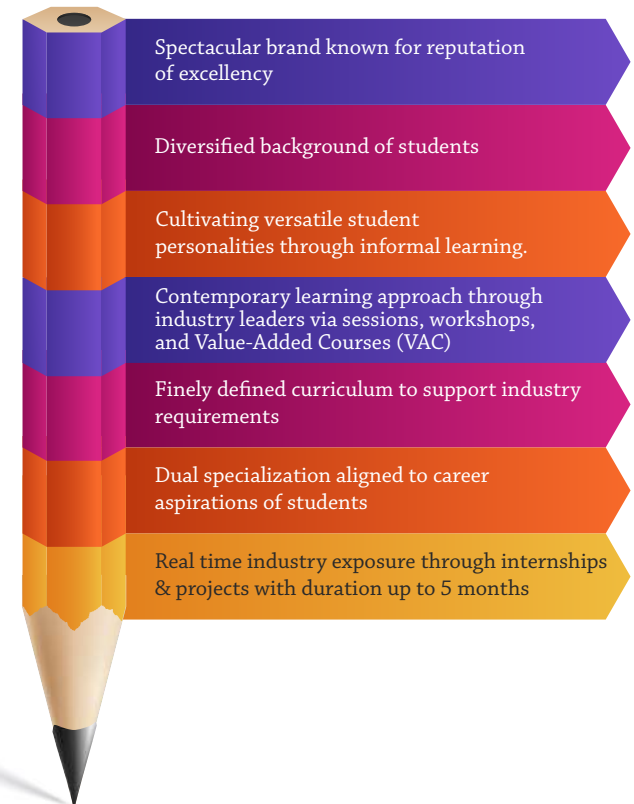 Spectacular brand known for reputation
of excellency
Diversified background of students
Cultivating versatile student
personalities through informal learning.
Contemporary learning approach through
industry leaders via sessions, workshops,
and Value-Added Courses (VAC)
Finely defined curriculum to support industry
requirements
Dual specialization aligned to career
aspirations of students
Real time industry exposure through internships
& projects with duration up to 5 months